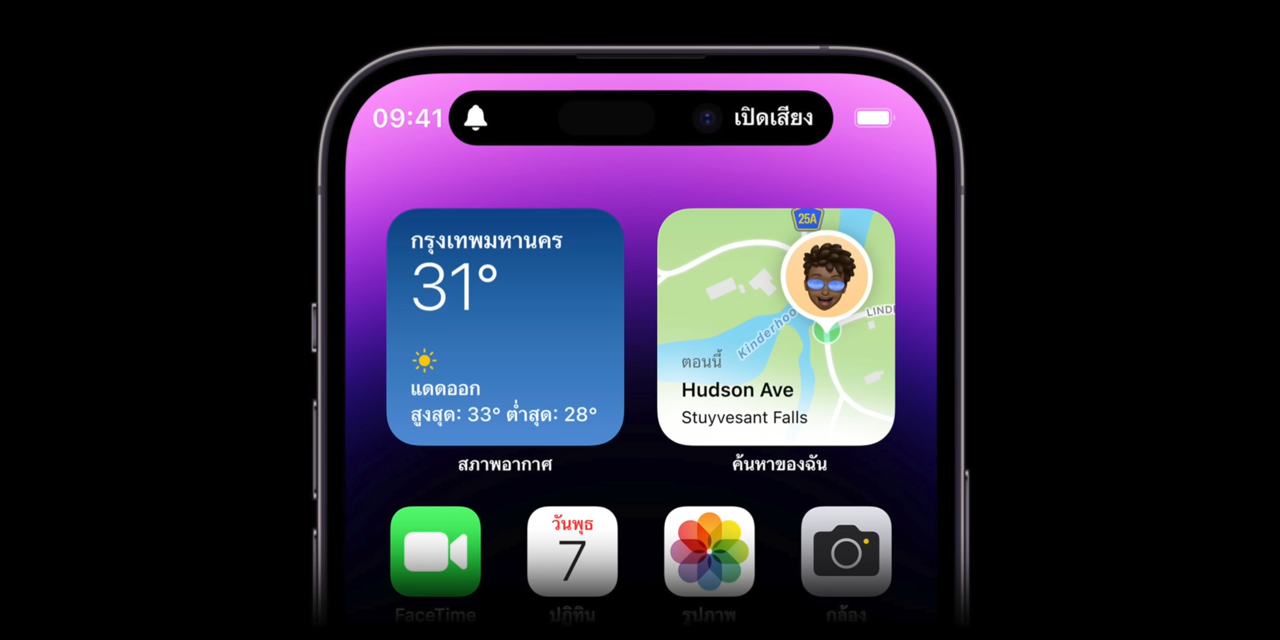 09:41
เปิดเสียง
กรุงเทพมหานคร
31°
แดดออก
สูงสุด: 33° ต่ำสุด: 28°
สภาพอากาศ
25A
Kinderhoo
LINDE
ตอนนี้
Hudson Ave
Stuyvesant Falls
ค้นหาของฉัน
วันพุธ
7
FaceTime
ปฏิทิน
รูปภาพ
กล้อง